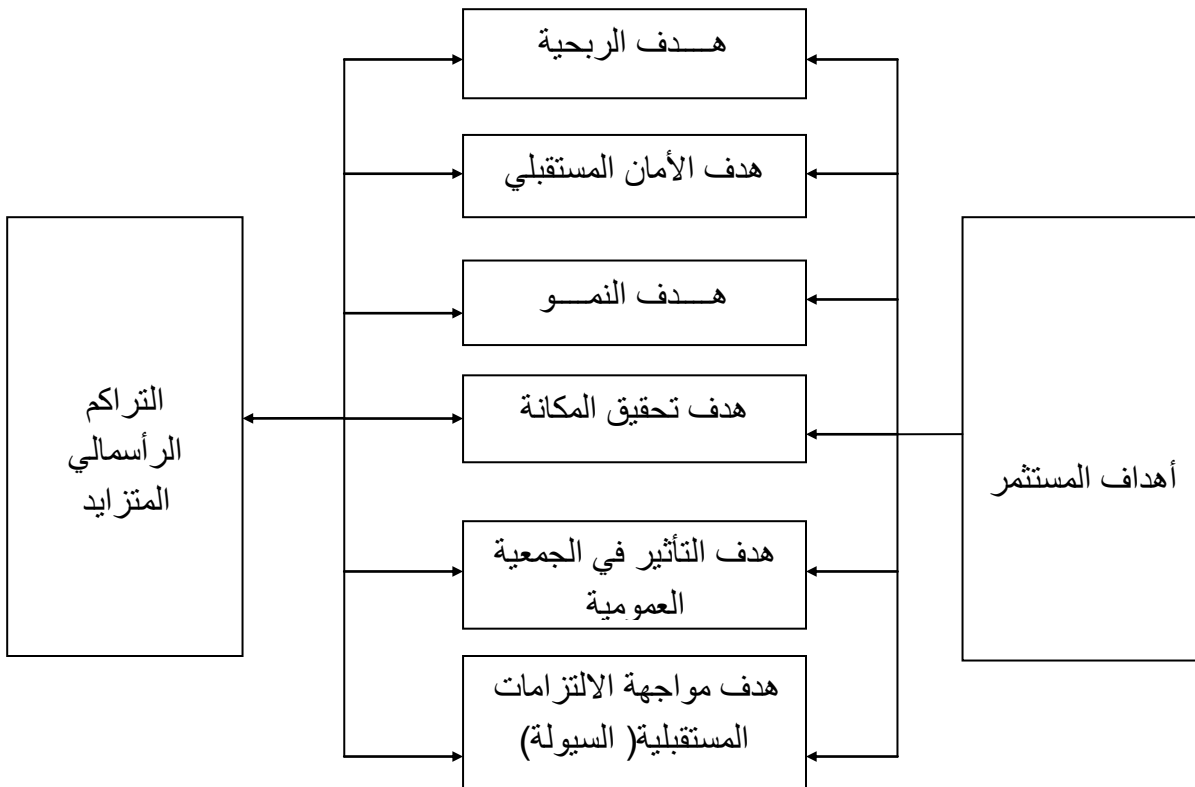 أهداف المستثمر
هـــدف الربحية
هدف الأمان المستقبلي
هـــدف النمـــو
هدف تحقيق المكانة
هدف التأثير في الجمعية
العمومية
هدف مواجهة الالتزامات
المستقبلية( السيولة)
التراكم
الرأسمالي
المتزايد